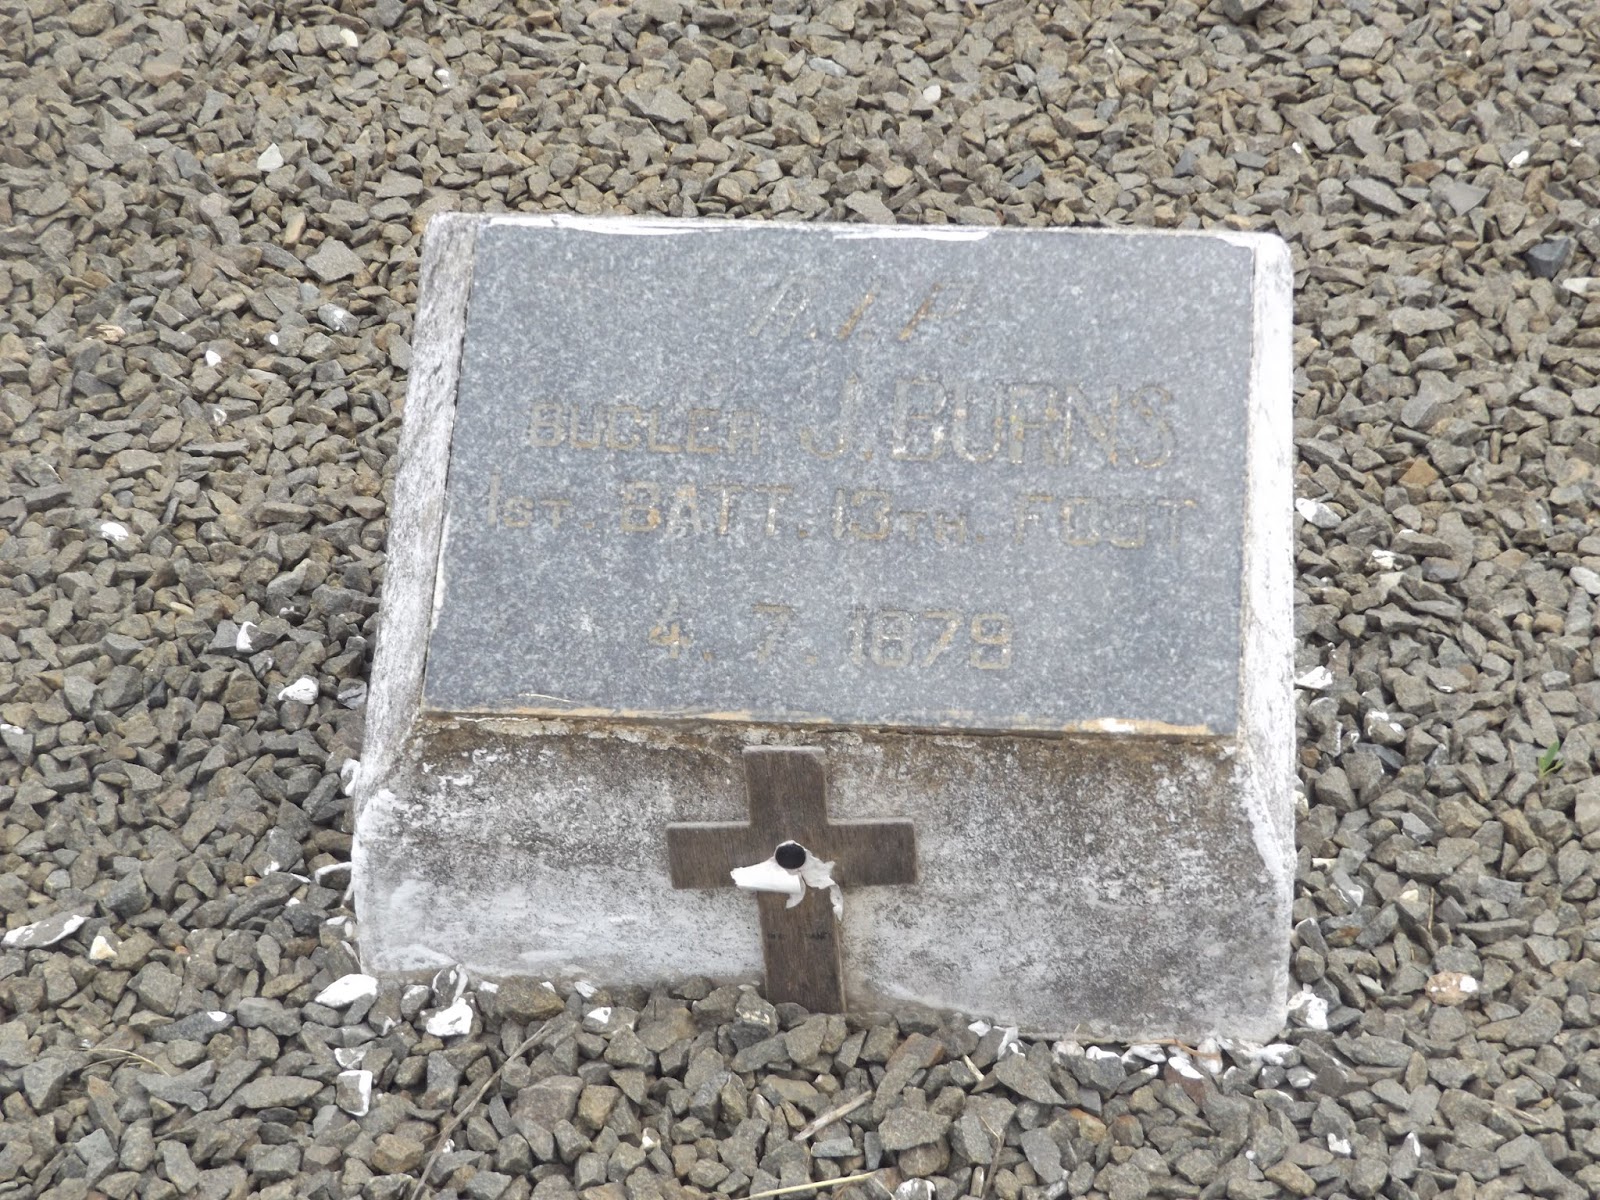 R.I.P.
BUGLER J. BURNS
1ST. BATT. 13TH. FOOT
4. 7. 1879